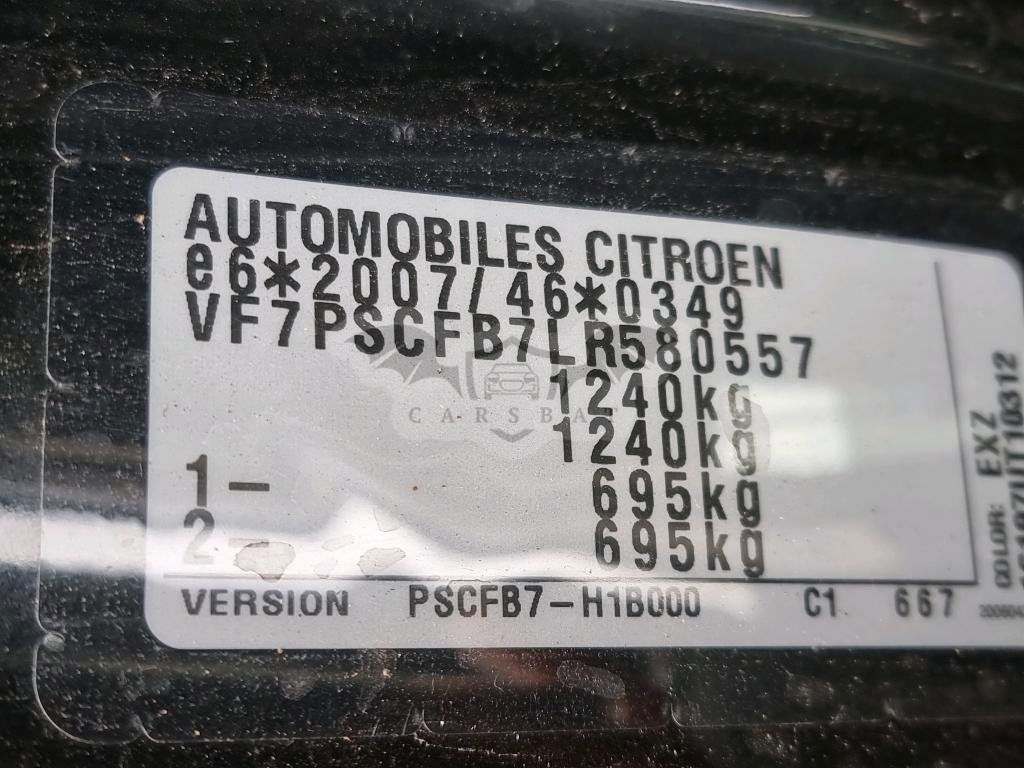 AUTOMOBILES CITROEN
e6*2007/46*0349
VF7PSCFB7LR580557
1240kg
1240kg
1- 695kg
2- 695kg
VERSION PSCFB7-H1B000 C1 667
COLOR: EXZ
CARSBA